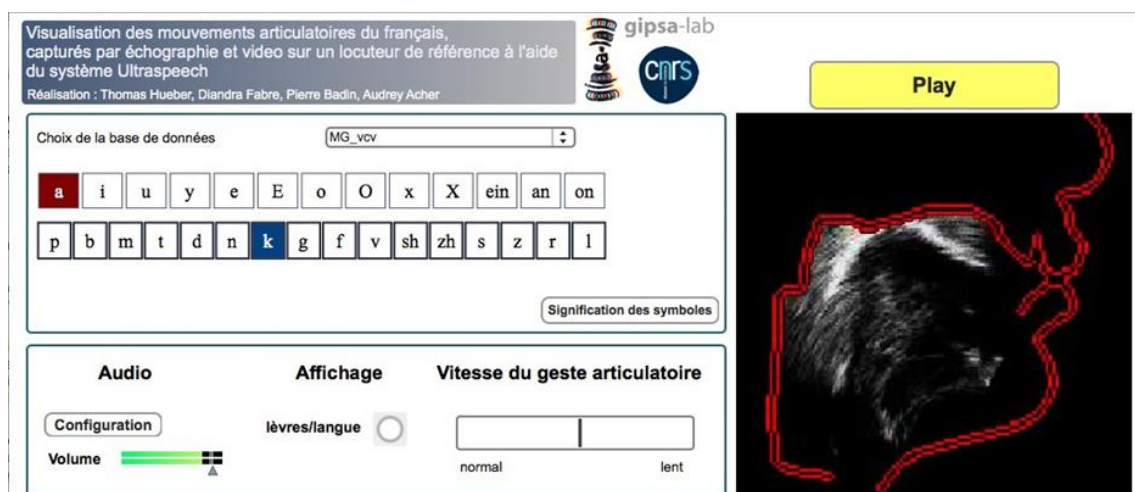 Visualisation des mouvements articulatoires du français,
capturés par échographie et video sur un locuteur de référence à l'aide
du système Ultraspeech
Réalisation : Thomas Hueber, Diandra Fabre, Pierre Badin, Audrey Acher
gipsa-lab
cnrs
Play
Choix de la base de données MG_vcv
a i u y e E o O x X ein an on
p b m t d n k g f v sh zh s z r l
Signification des symboles
Audio Affichage Vitesse du geste articulatoire
Configuration lèvres/langue
Volume
normal lent